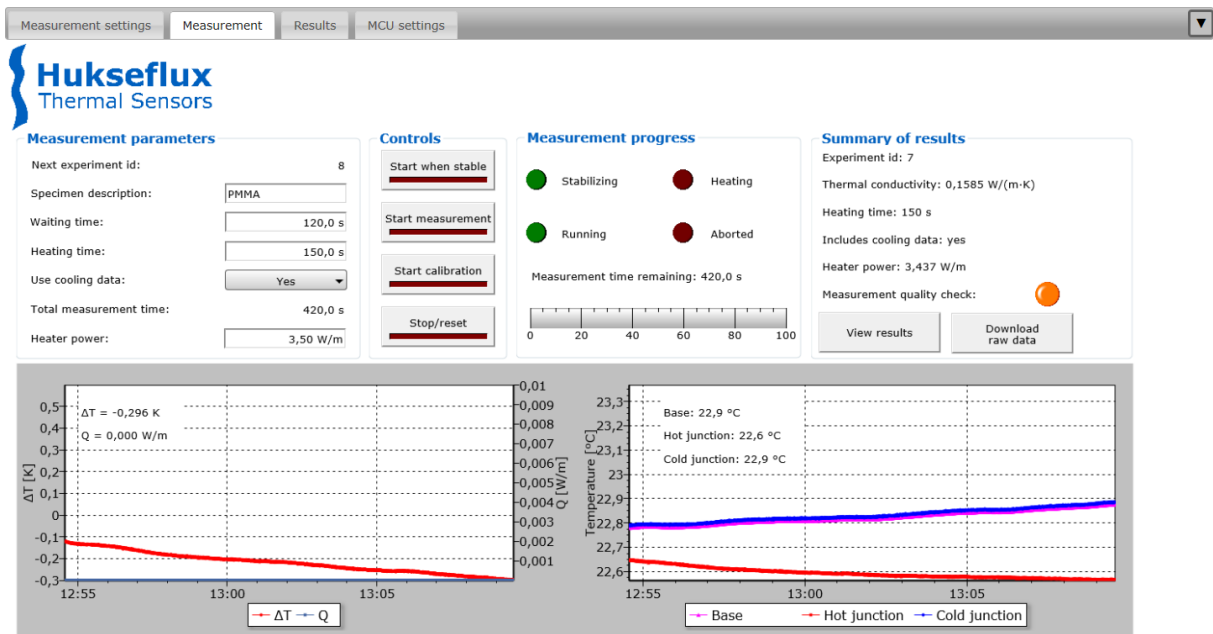 Measurement settings
Measurement
Results
MCU settings
Hukseflux
Thermal Sensors
Measurement parameters
Next experiment id: 8
Specimen description: PMMA
Waiting time: 120,0 s
Heating time: 150,0 s
Use cooling data: Yes
Total measurement time: 420,0 s
Heater power: 3,50 W/m
Controls
Start when stable
Start measurement
Start calibration
Stop/reset
Measurement progress
Stabilizing
Heating
Running
Aborted
Measurement time remaining: 420,0 s
0 20 40 60 80 100
Summary of results
Experiment id: 7
Thermal conductivity: 0,1585 W/(m·K)
Heating time: 150 s
Includes cooling data: yes
Heater power: 3,437 W/m
Measurement quality check:
View results
Download
raw data
ΔT [K]
0,5
0,4
0,3
0,2
0,1
0
-0,1
-0,2
-0,3
ΔT = -0,296 K
Q = 0,000 W/m
0,01
0,009
0,008
0,007
0,006
0,005
0,004
0,003
0,002
0,001
Q [W/m]
12:55 13:00 13:05
ΔT Q
Temperature [°C]
23,3
23,2
23,1
23
22,9
22,8
22,7
22,6
Base: 22,9 °C
Hot junction: 22,6 °C
Cold junction: 22,9 °C
12:55 13:00 13:05
Base Hot junction Cold junction